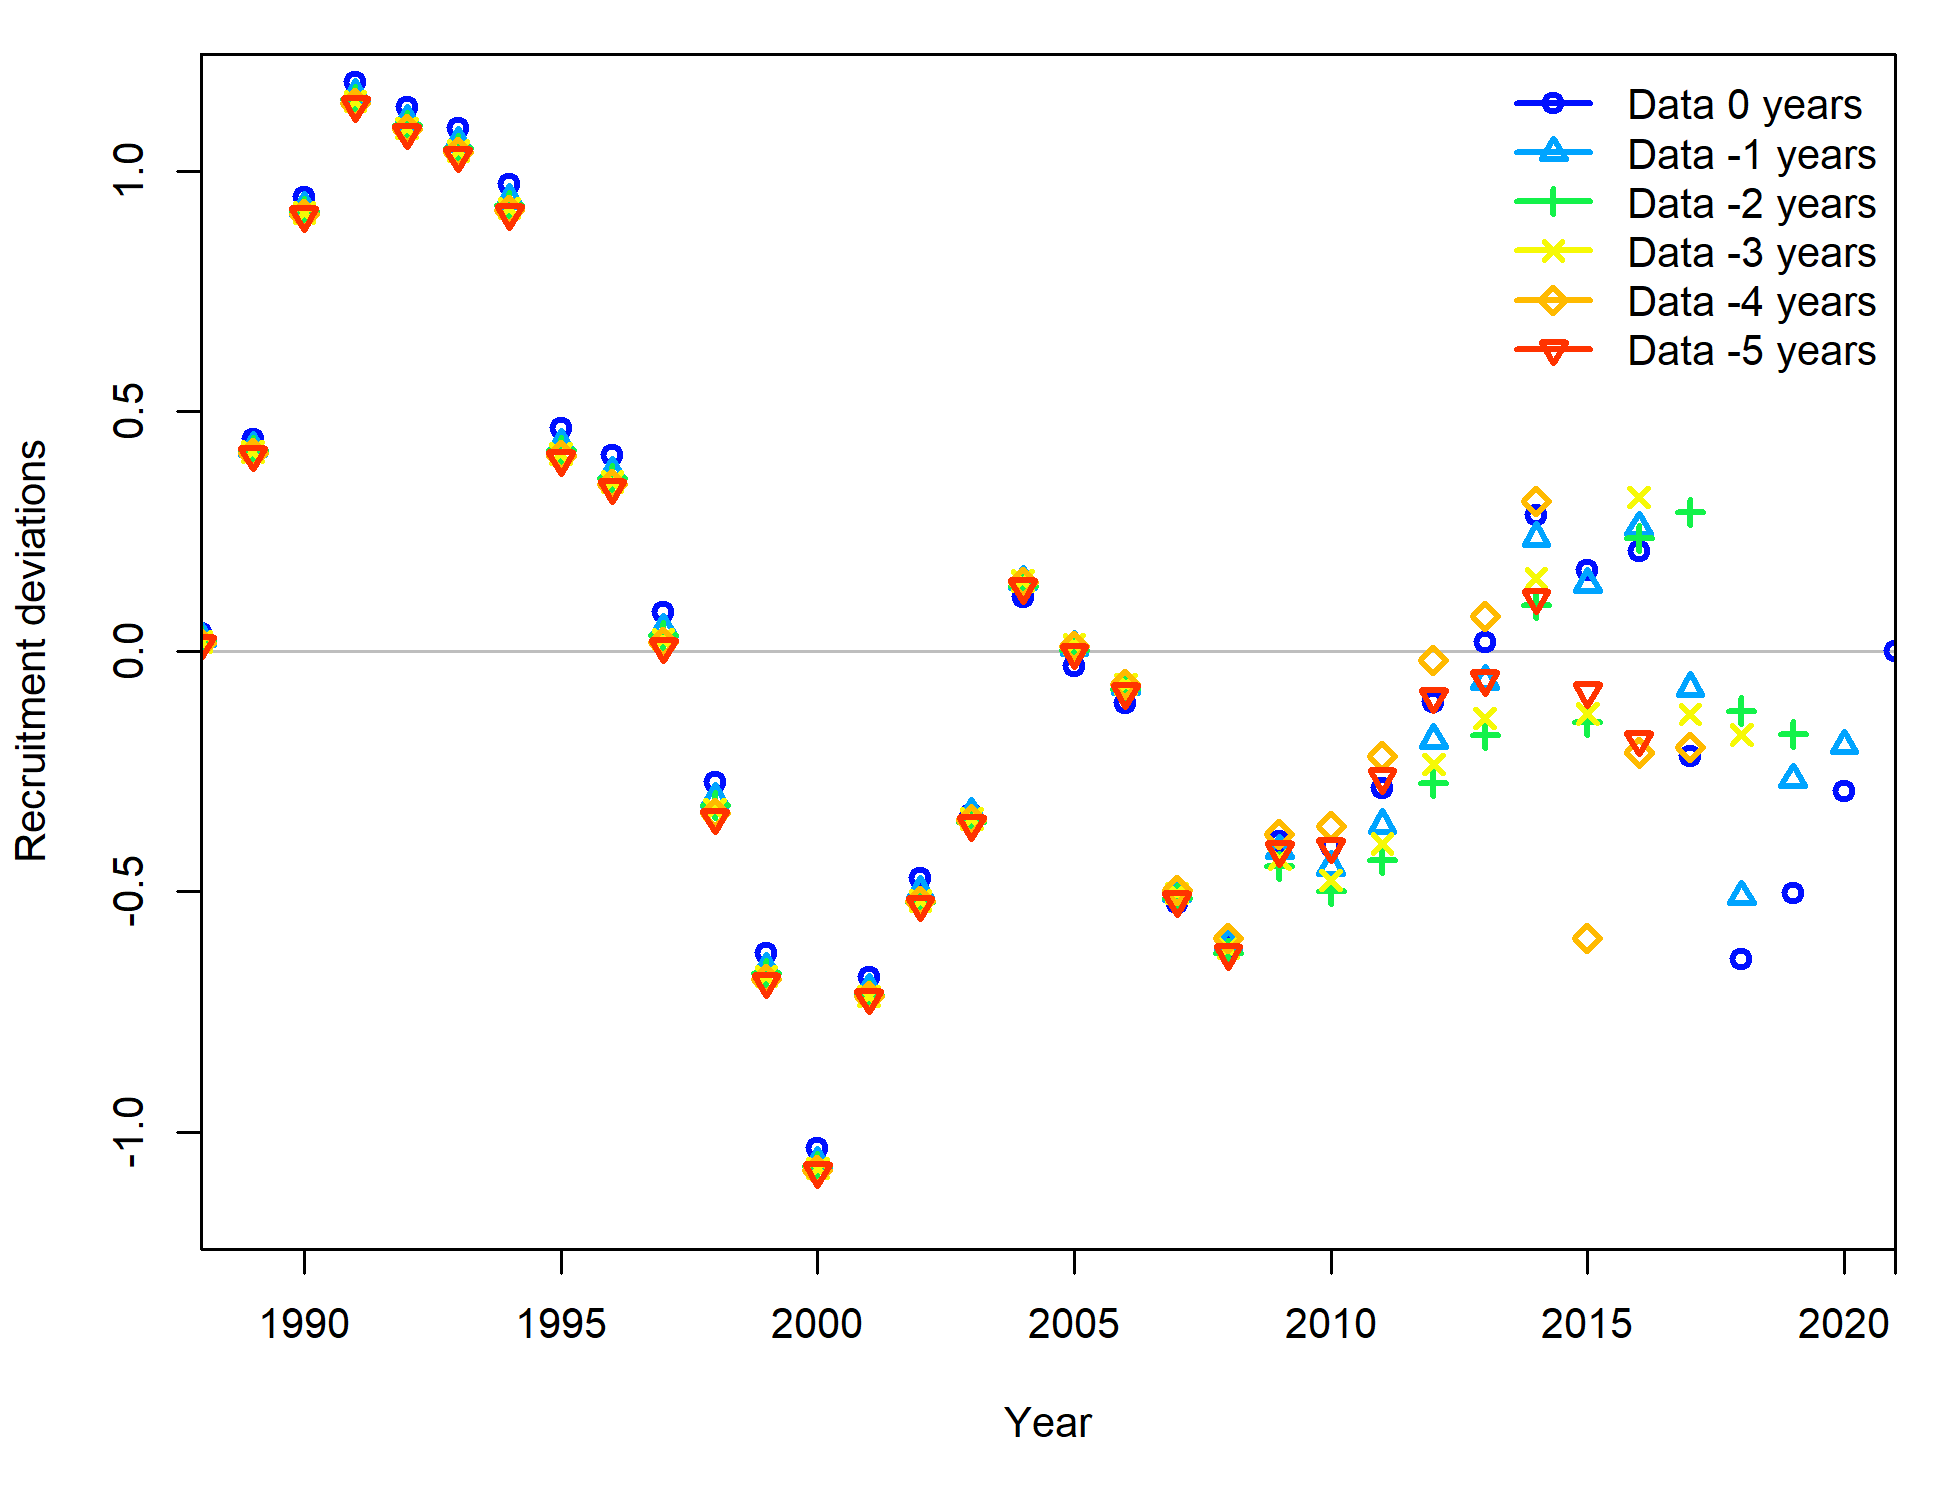 Data 0 years
Data -1 years
Data -2 years
Data -3 years
Data -4 years
Data -5 years
Recruitment deviations
1.0
0.5
0.0
-0.5
-1.0
1990 1995 2000 2005 2010 2015 2020
Year